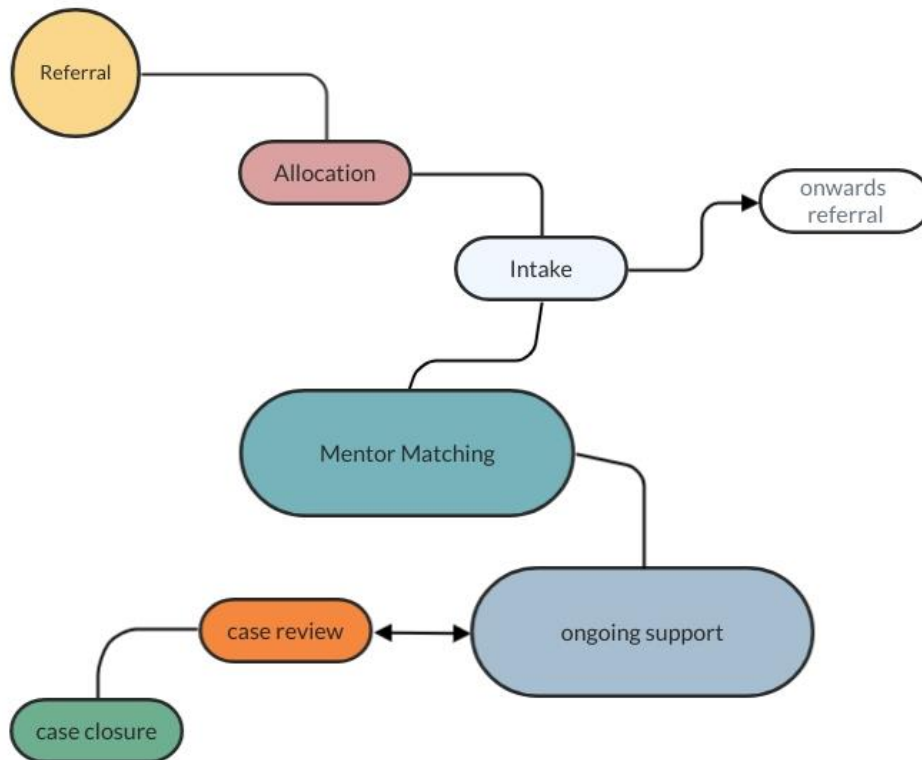 Referral
Allocation
onwards
referral
Intake
Mentor Matching
case review
ongoing support
case closure